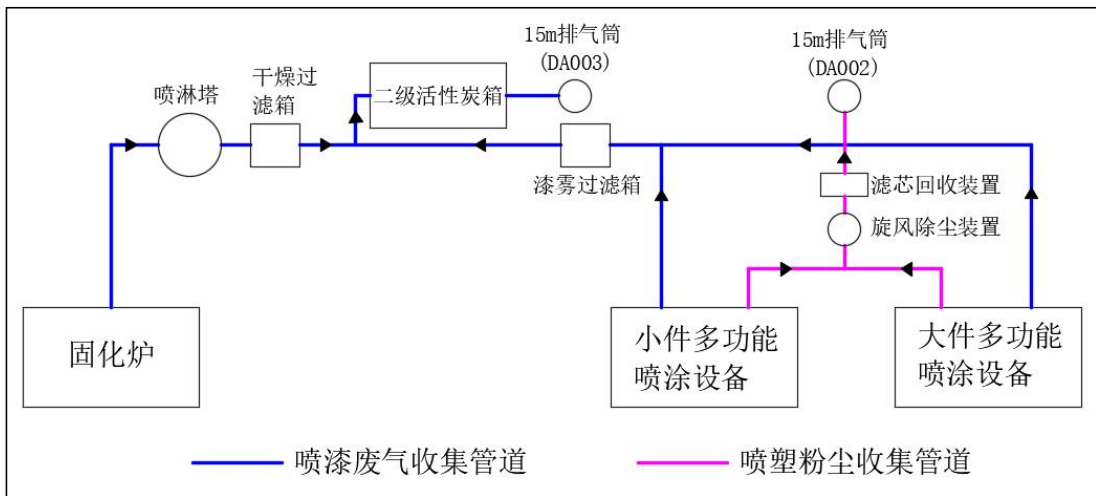 15m排气筒
(DA003)
15m排气筒
(DA002)
干燥过
滤箱
喷淋塔
二级活性炭箱
漆雾过滤箱
滤芯回收装置
旋风除尘装置
固化炉
小件多功能
喷涂设备
大件多功能
喷涂设备
喷漆废气收集管道
喷塑粉尘收集管道